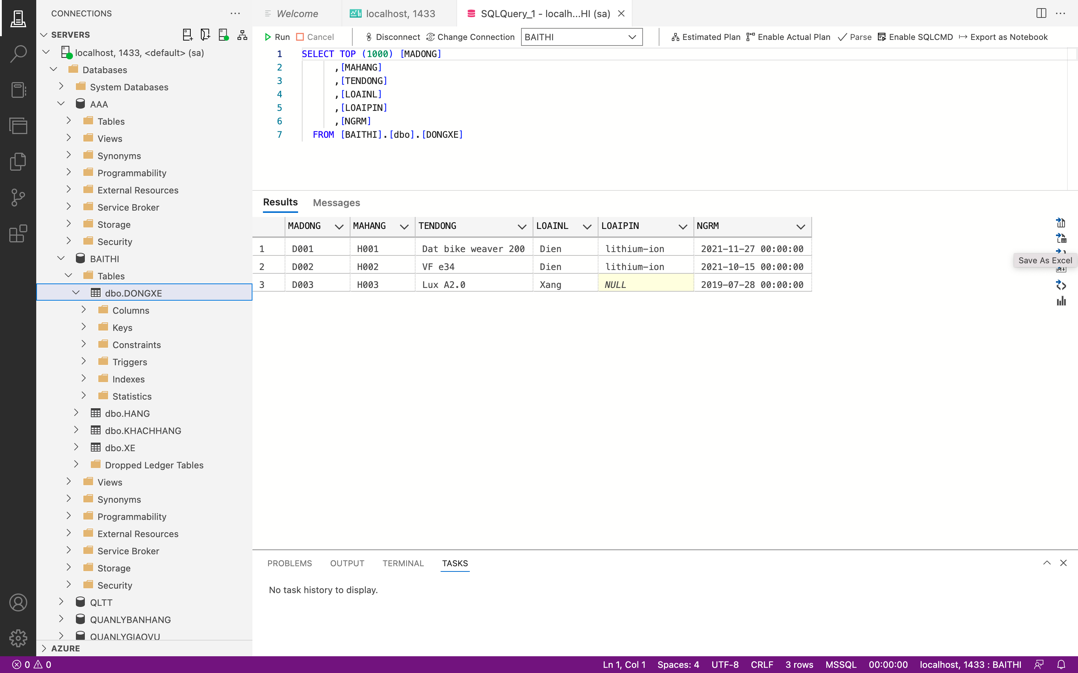 CONNECTIONS
SERVERS
localhost, 1433, <default> (sa)
Databases
System Databases
AAA
Tables
Views
Synonyms
Programmability
External Resources
Service Broker
Storage
Security
BAITHI
Tables
dbo.DONGXE
Columns
Keys
Constraints
Triggers
Indexes
Statistics
dbo.HANG
dbo.KHACHHANG
dbo.XE
Dropped Ledger Tables
Views
Synonyms
Programmability
External Resources
Service Broker
Storage
Security
QLTT
QUANLYBANHANG
QUANLYGIAOVU
AZURE
Welcome localhost, 1433 SQLQuery_1 - localh...HI (sa)
Run Cancel Disconnect Change Connection BAITHI Estimated Plan Enable Actual Plan Parse Enable SQLCMD Export as Notebook
1 SELECT TOP (1000) [MADONG]
2 ,[MAHANG]
3 ,[TENDONG]
4 ,[LOAINL]
5 ,[LOAIPIN]
6 ,[NGRM]
7 FROM [BAITHI].[dbo].[DONGXE]
Results Messages
MADONG MAHANG TENDONG LOAINL LOAIPIN NGRM
1 D001 H001 Dat bike weaver 200 Dien lithium-ion 2021-11-27 00:00:00
2 D002 H002 VF e34 Dien lithium-ion 2021-10-15 00:00:00
3 D003 H003 Lux A2.0 Xang NULL 2019-07-28 00:00:00
Save As Excel
PROBLEMS OUTPUT TERMINAL TASKS
No task history to display.
0 0 Ln 1, Col 1 Spaces: 4 UTF-8 CRLF 3 rows MSSQL 00:00:00 localhost, 1433 : BAITHI